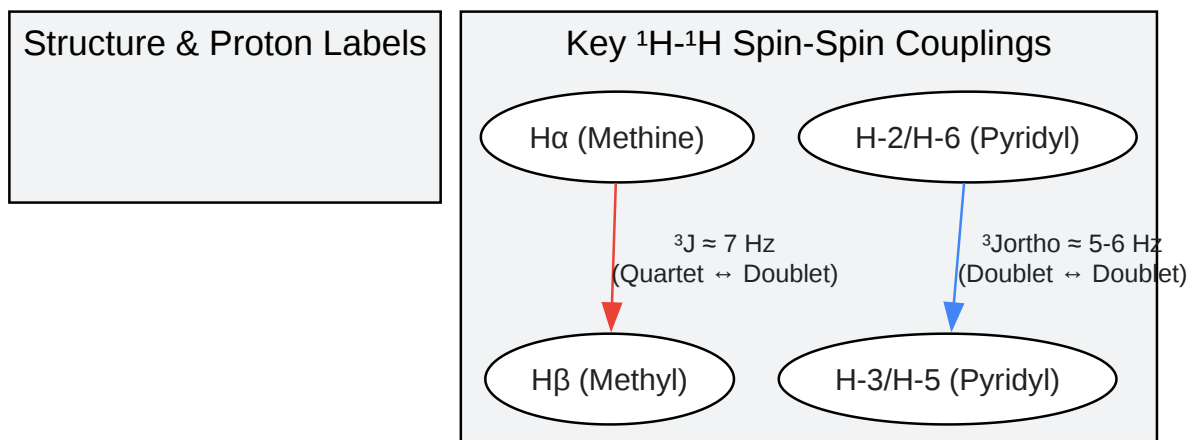 Structure & Proton Labels
Key ¹H-¹H Spin-Spin Couplings
Hα (Methine)
H-2/H-6 (Pyridyl)
³J ≈ 7 Hz
(Quartet ↔ Doublet)
³Jortho ≈ 5-6 Hz
(Doublet ↔ Doublet)
Hβ (Methyl)
H-3/H-5 (Pyridyl)